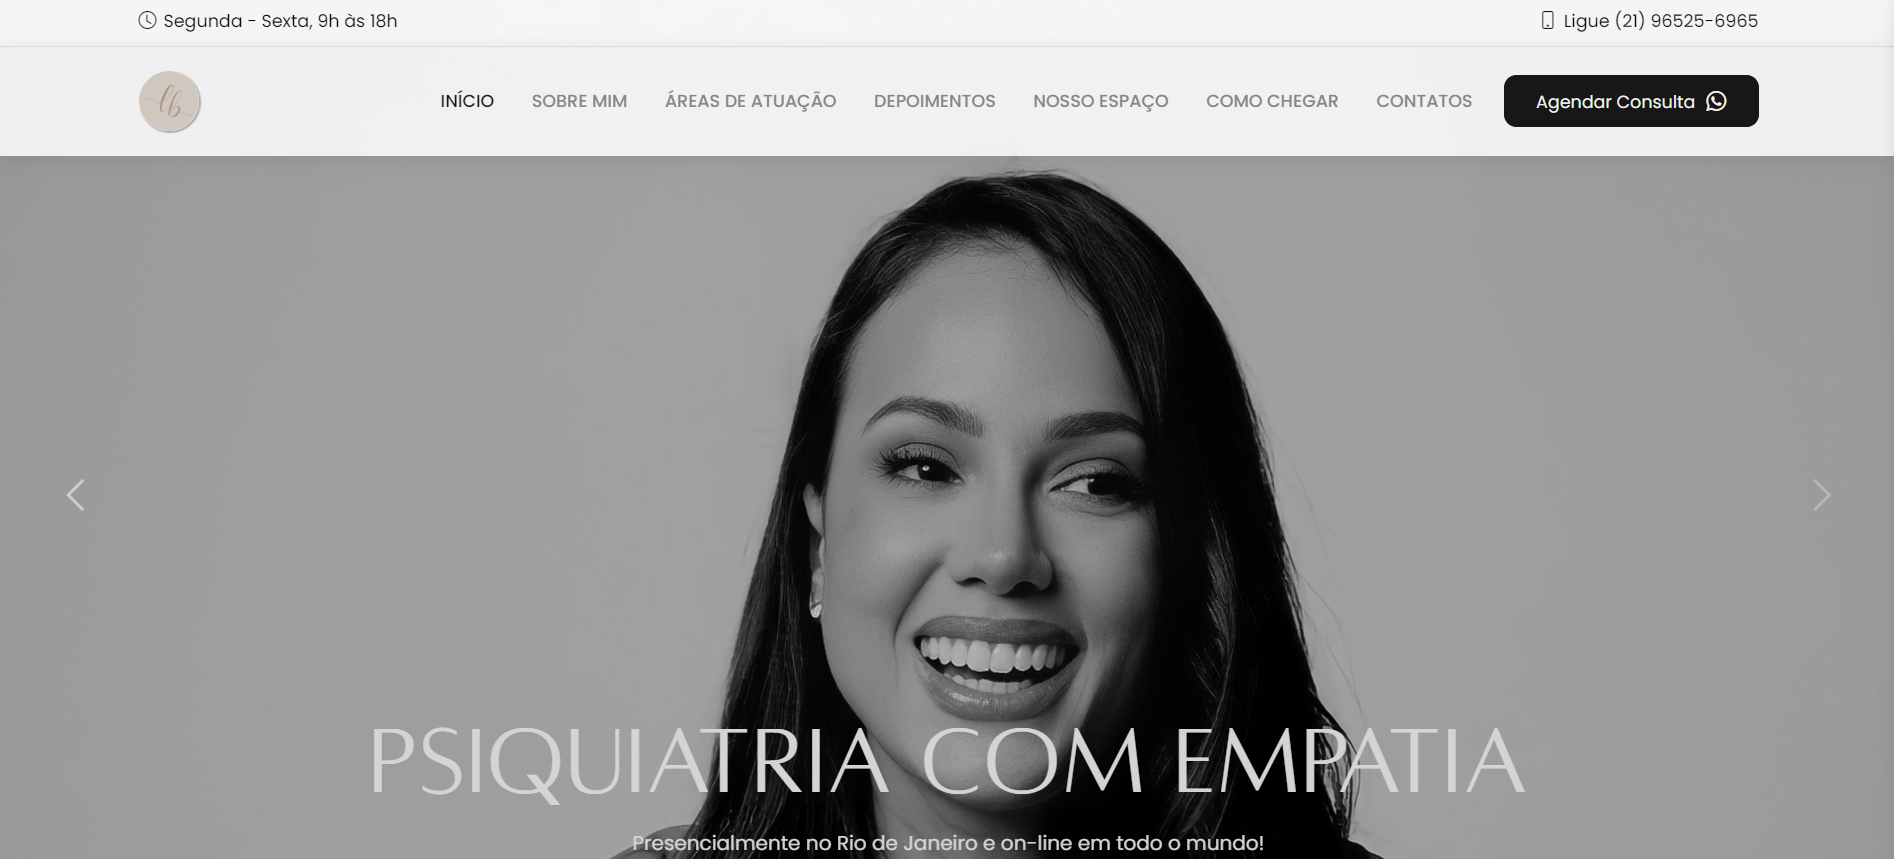 Segunda - Sexta, 9h às 18h
Ligue (21) 96525-6965
lb
INÍCIO
SOBRE MIM
ÁREAS DE ATUAÇÃO
DEPOIMENTOS
NOSSO ESPAÇO
COMO CHEGAR
CONTATOS
Agendar Consulta
PSIQUIATRIA COM EMPATIA
Presencialmente no Rio de Janeiro e on-line em todo o mundo!